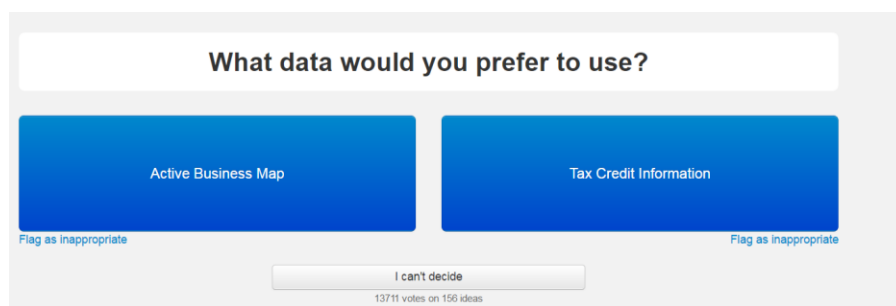 What data would you prefer to use?
Active Business Map
Tax Credit Information
Flag as inappropriate
Flag as inappropriate
I can't decide
13711 votes on 156 ideas